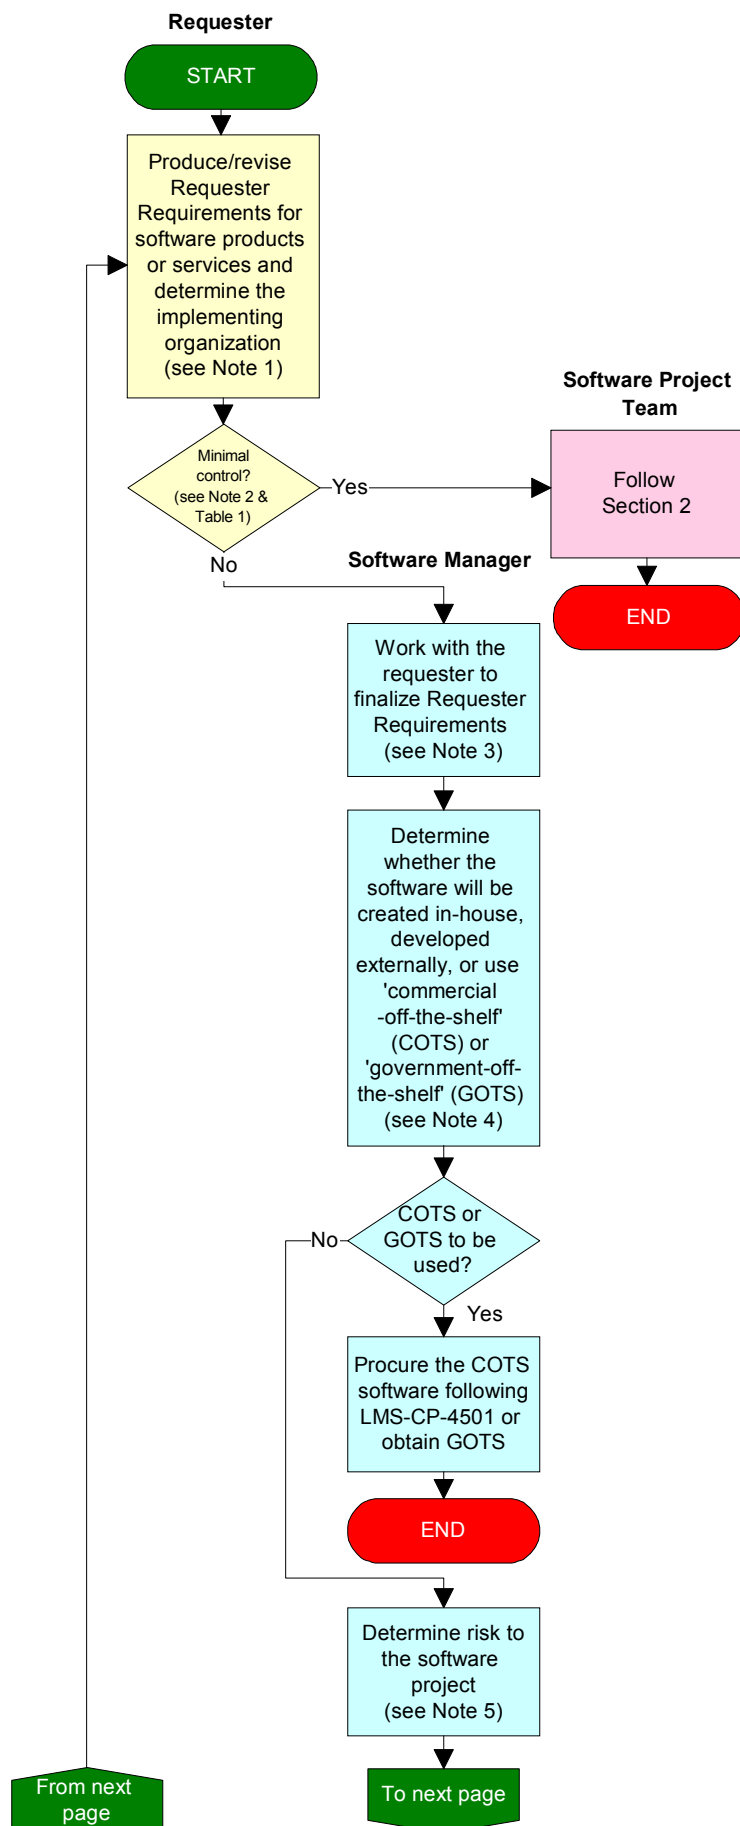 Requester
START
Produce/revise
Requester
Requirements for
software products
or services and
determine the
implementing
organization
(see Note 1)
Minimal
control?
(see Note 2 &
Table 1)
Yes
No
Software Project
Team
Follow
Section 2
END
Software Manager
Work with the
requester to
finalize Requester
Requirements
(see Note 3)
Determine
whether the
software will be
created in-house,
developed
externally, or use
'commercial
-off-the-shelf'
(COTS) or
'government-off-
the-shelf' (GOTS)
(see Note 4)
COTS or
GOTS to be
used?
No
Yes
Procure the COTS
software following
LMS-CP-4501 or
obtain GOTS
END
Determine risk to
the software
project
(see Note 5)
To next page
From next
page